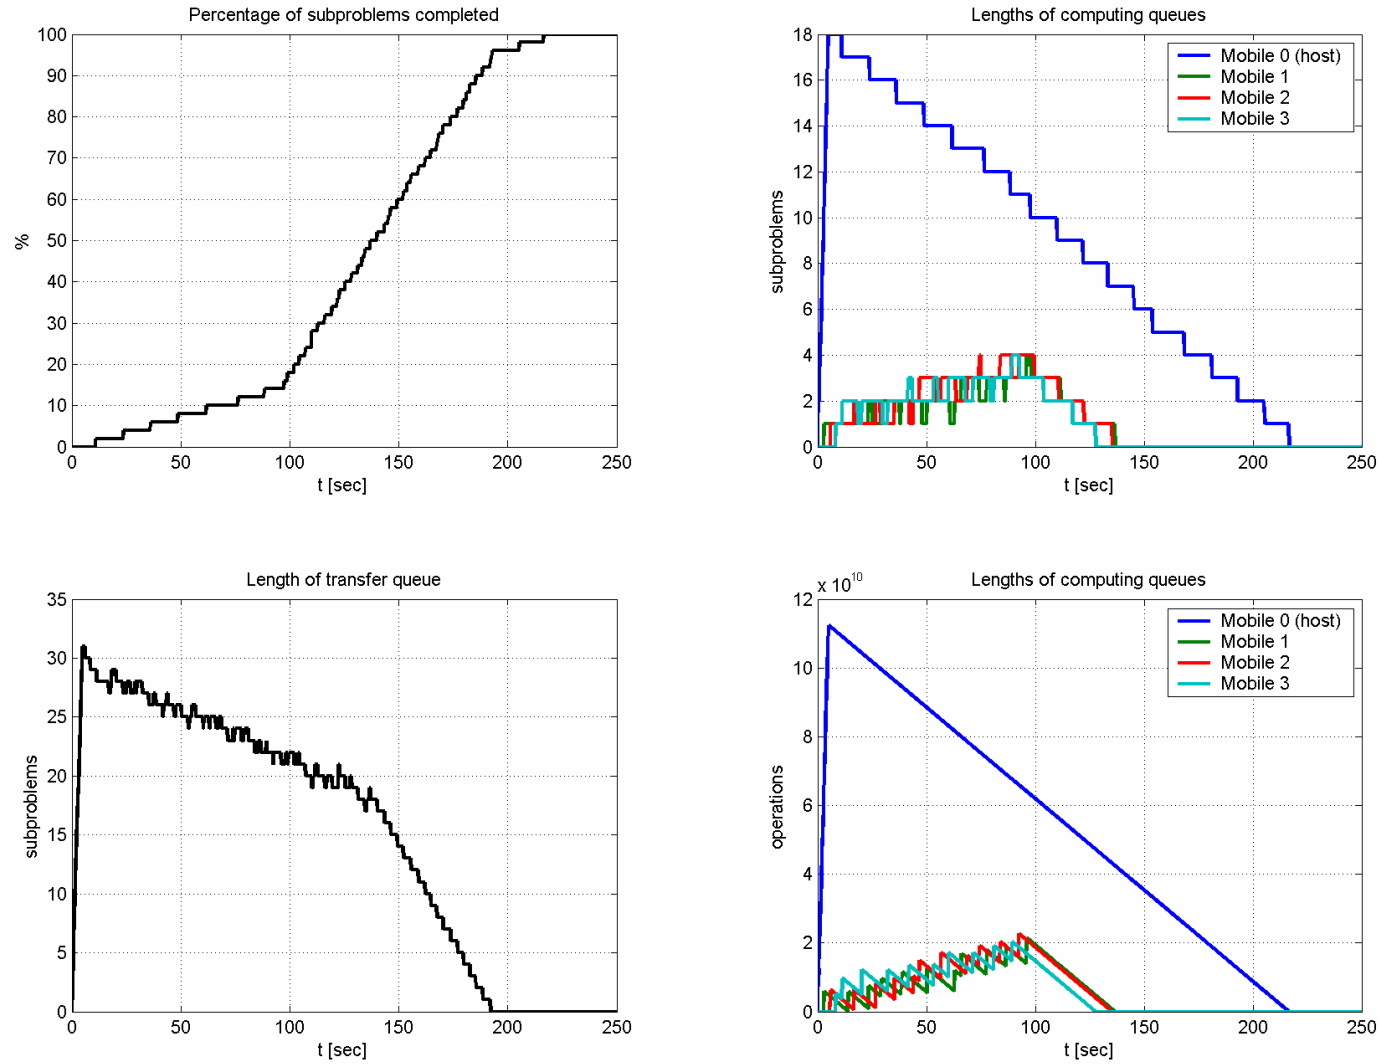 Percentage of subproblems completed
100
90
80
70
60
50
40
30
20
10
0
%
0 50 100 150 200 250
t [sec]
Lengths of computing queues
18
16
14
12
10
8
6
4
2
0
subproblems
Mobile 0 (host)
Mobile 1
Mobile 2
Mobile 3
0 50 100 150 200 250
t [sec]
Length of transfer queue
35
30
25
20
15
10
5
0
subproblems
0 50 100 150 200 250
t [sec]
Lengths of computing queues
x 10^10
12
10
8
6
4
2
0
operations
Mobile 0 (host)
Mobile 1
Mobile 2
Mobile 3
0 50 100 150 200 250
t [sec]